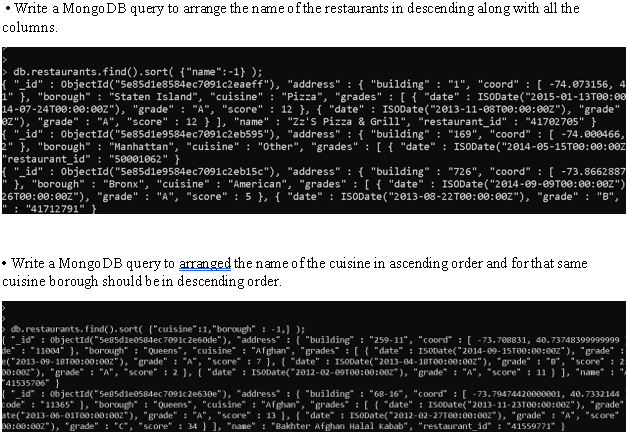 • Write a MongoDB query to arrange the name of the restaurants in descending along with all the
columns.
>
> db.restaurants.find().sort( {"name":-1} );
{ "_id" : ObjectId("5e85d1e8584ec7091c2eaeff"), "address" : { "building" : "1", "coord" : [ -74.073156, 4
1" }, "borough" : "Staten Island", "cuisine" : "Pizza", "grades" : [ { "date" : ISODate("2015-01-13T00:00
14-07-24T00:00:00Z"), "grade" : "A", "score" : 12 }, { "date" : ISODate("2013-11-08T00:00:00Z"), "grade"
0Z"), "grade" : "A", "score" : 12 } ], "name" : "Zz'S Pizza & Grill", "restaurant_id" : "41702705" }
{ "_id" : ObjectId("5e85d1e9584ec7091c2eb595"), "address" : { "building" : "169", "coord" : [ -74.000466,
2" }, "borough" : "Manhattan", "cuisine" : "Other", "grades" : [ { "date" : ISODate("2014-05-15T00:00:00Z
"restaurant_id" : "50001062" }
{ "_id" : ObjectId("5e85d1e9584ec7091c2eb15c"), "address" : { "building" : "726", "coord" : [ -73.8662887
" }, "borough" : "Bronx", "cuisine" : "American", "grades" : [ { "date" : ISODate("2014-09-09T00:00:00Z")
26T00:00:00Z"), "grade" : "A", "score" : 5 }, { "date" : ISODate("2013-08-22T00:00:00Z"), "grade" : "B",
" : "41712791" }
• Write a MongoDB query to arranged the name of the cuisine in ascending order and for that same
cuisine borough should be in descending order.
>
>
> db.restaurants.find().sort( {"cuisine":1,"borough" : -1,} );
{ "_id" : ObjectId("5e85d1e0584ec7091c2e60de"), "address" : { "building" : "259-11", "coord" : [ -73.708831, 40.73748399999999
de" : "11004" }, "borough" : "Queens", "cuisine" : "Afghan", "grades" : [ { "date" : ISODate("2014-09-15T00:00:00Z"), "grade" :
e("2013-09-18T00:00:00Z"), "grade" : "A", "score" : 7 }, { "date" : ISODate("2013-04-18T00:00:00Z"), "grade" : "B", "score" : 2
00:00Z"), "grade" : "A", "score" : 2 }, { "date" : ISODate("2012-02-09T00:00:00Z"), "grade" : "A", "score" : 11 } ], "name" : "
"41535706" }
{ "_id" : ObjectId("5e85d1e0584ec7091c2e630e"), "address" : { "building" : "68-16", "coord" : [ -73.79474420000001, 40.7332144
code" : "11365" }, "borough" : "Queens", "cuisine" : "Afghan", "grades" : [ { "date" : ISODate("2013-11-23T00:00:00Z"), "grade"
ate("2013-06-01T00:00:00Z"), "grade" : "A", "score" : 13 }, { "date" : ISODate("2012-02-27T00:00:00Z"), "grade" : "A", "score"
00:00:00Z"), "grade" : "C", "score" : 34 } ], "name" : "Bakhter Afghan Halal Kabab", "restaurant_id" : "41559771" }